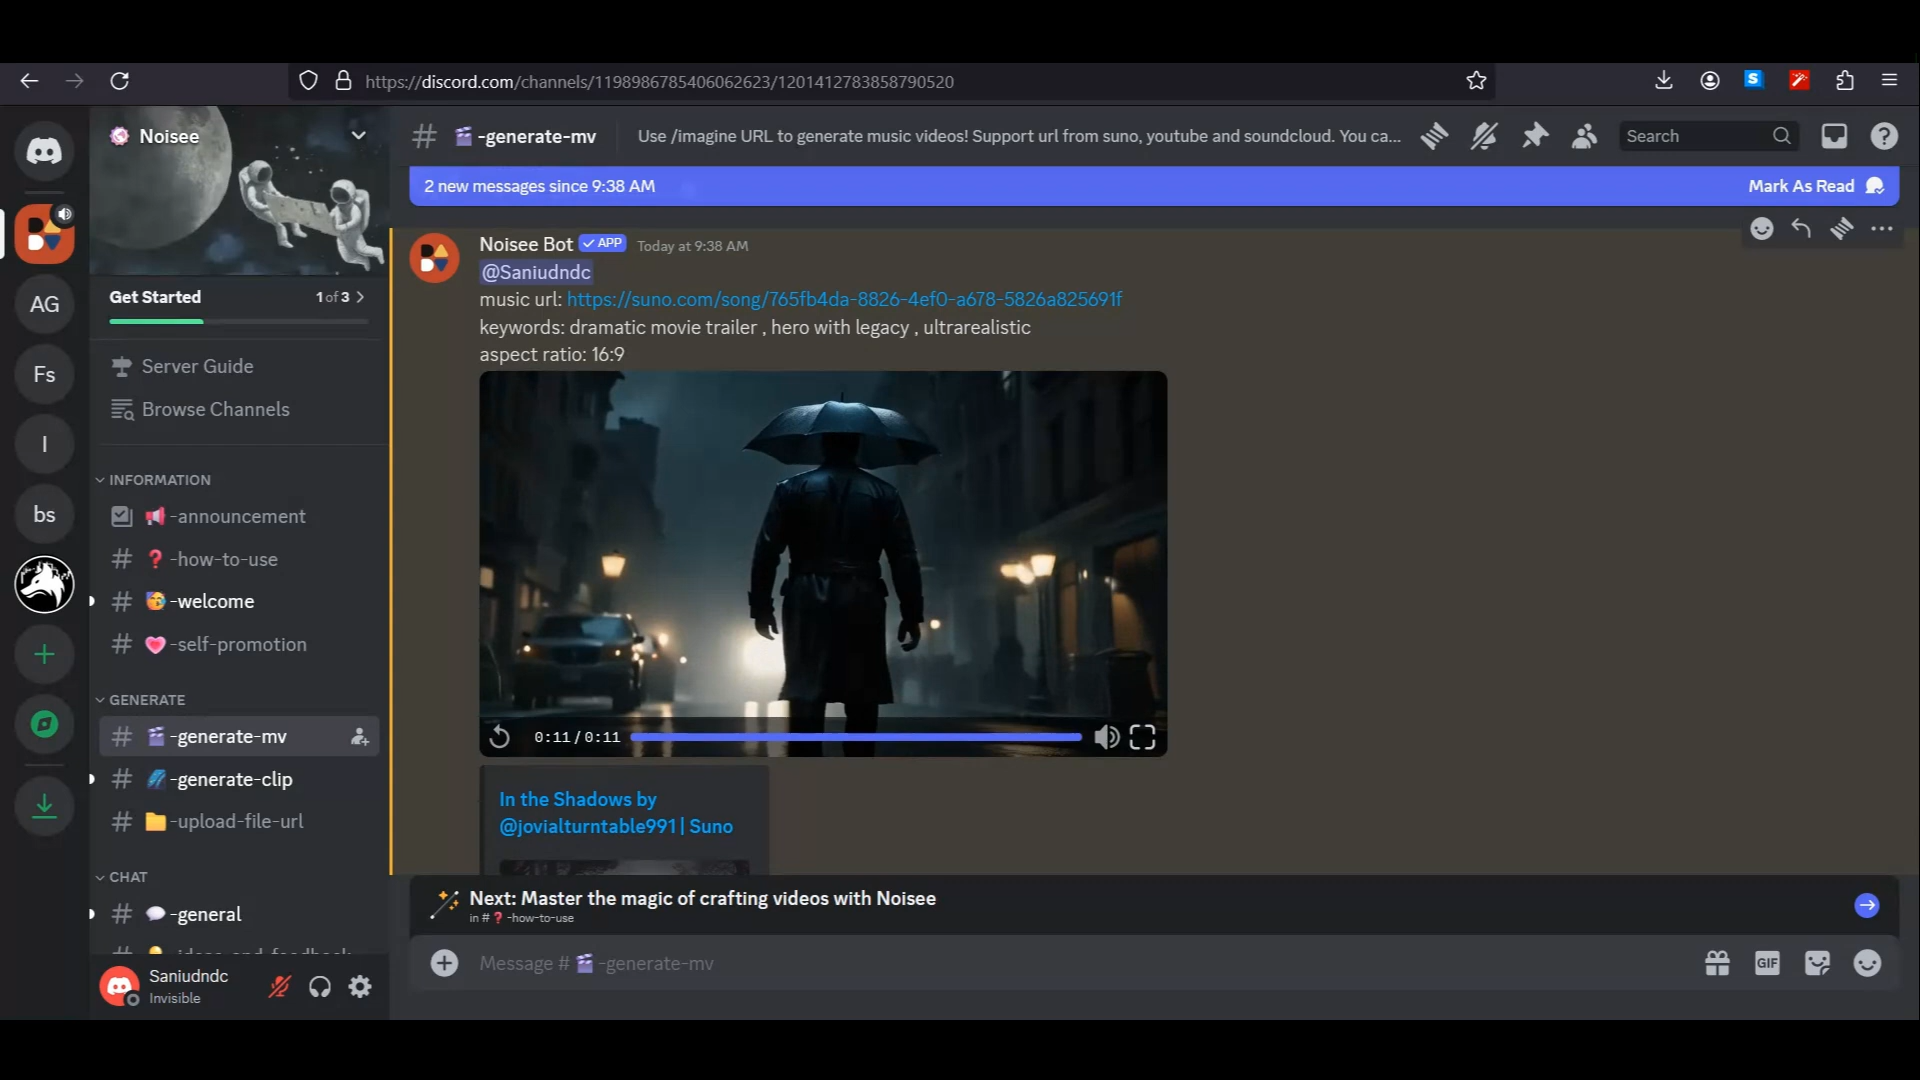 https://discord.com/channels/1198986785406062623/1201412783858790520
Noisee
-generate-mv
Use /imagine URL to generate music videos! Support url from suno, youtube and soundcloud. You ca...
Search
2 new messages since 9:38 AM
Mark As Read
AG
Fs
I
bs
Get Started
1 of 3
Server Guide
Browse Channels
INFORMATION
-announcement
# -how-to-use
# -welcome
# -self-promotion
GENERATE
# -generate-mv
# -generate-clip
# -upload-file-url
CHAT
# -general
Saniudndc
Invisible
Noisee Bot APP Today at 9:38 AM
@Saniudndc
music url: https://suno.com/song/765fb4da-8826-4ef0-a678-5826a825691f
keywords: dramatic movie trailer , hero with legacy , ultrarealistic
aspect ratio: 16:9
0:11 / 0:11
In the Shadows by
@jovialturntable991 | Suno
Next: Master the magic of crafting videos with Noisee
in # -how-to-use
Message # -generate-mv
GIF